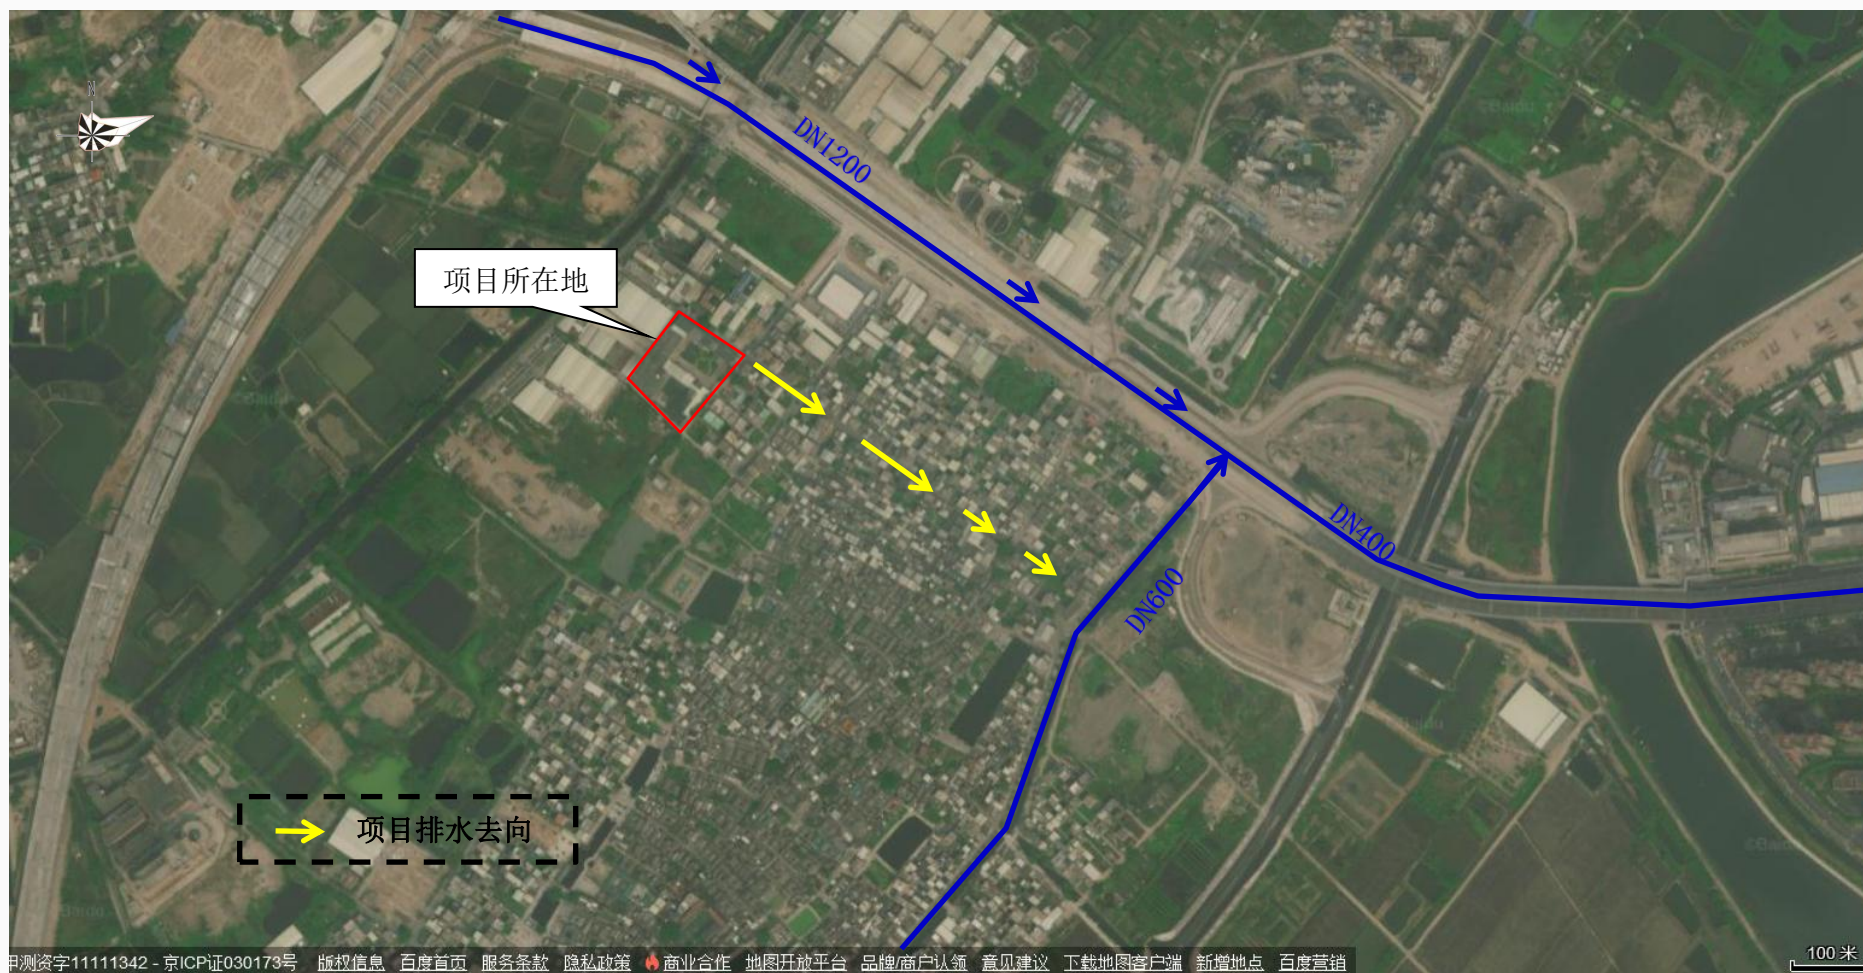 N
DN1200
项目所在地
DN400
DN600
项目排水去向
甲测资字11111342 - 京ICP证030173号 版权信息 百度首页 服务条款 隐私政策 商业合作 地图开放平台 品牌/商户认领 意见建议 下载地图客户端 新增地点 百度营销
100 米